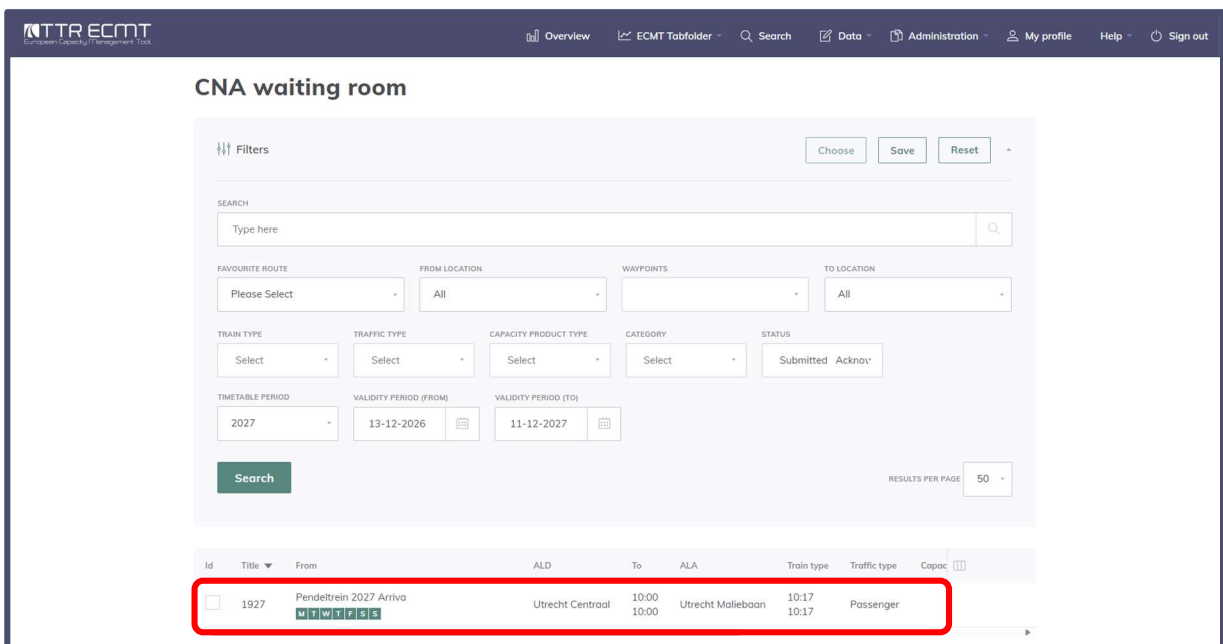 TTR ECMT
European Capacity Management Tool
Overview ECMT Tabfolder Search Data Administration My profile Help Sign out
CNA waiting room
Filters Choose Save Reset
SEARCH
Type here
FAVOURITE ROUTE FROM LOCATION WAYPOINTS TO LOCATION
Please Select All All
TRAIN TYPE TRAFFIC TYPE CAPACITY PRODUCT TYPE CATEGORY STATUS
Select Select Select Select Submitted Acknov
TIMETABLE PERIOD VALIDITY PERIOD (FROM) VALIDITY PERIOD (TO)
2027 13-12-2026 11-12-2027
Search RESULTS PER PAGE 50
Id Title From ALD To ALA Train type Traffic type Capac
1927 Pendeltrein 2027 Arriva Utrecht Centraal 10:00 Utrecht Maliebaan 10:17 Passenger
M T W T F S S 10:00 10:17